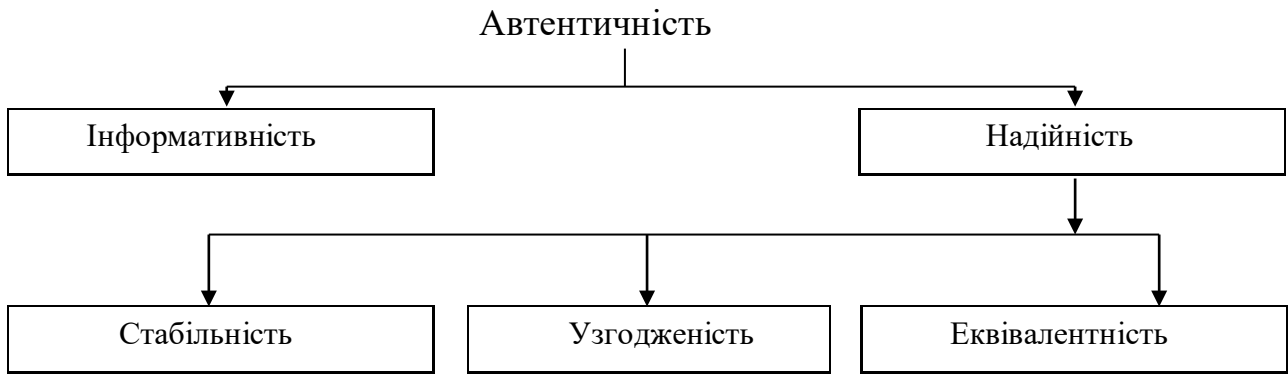 Автентичність
Інформативність
Надійність
Стабільність
Узгодженість
Еквівалентність